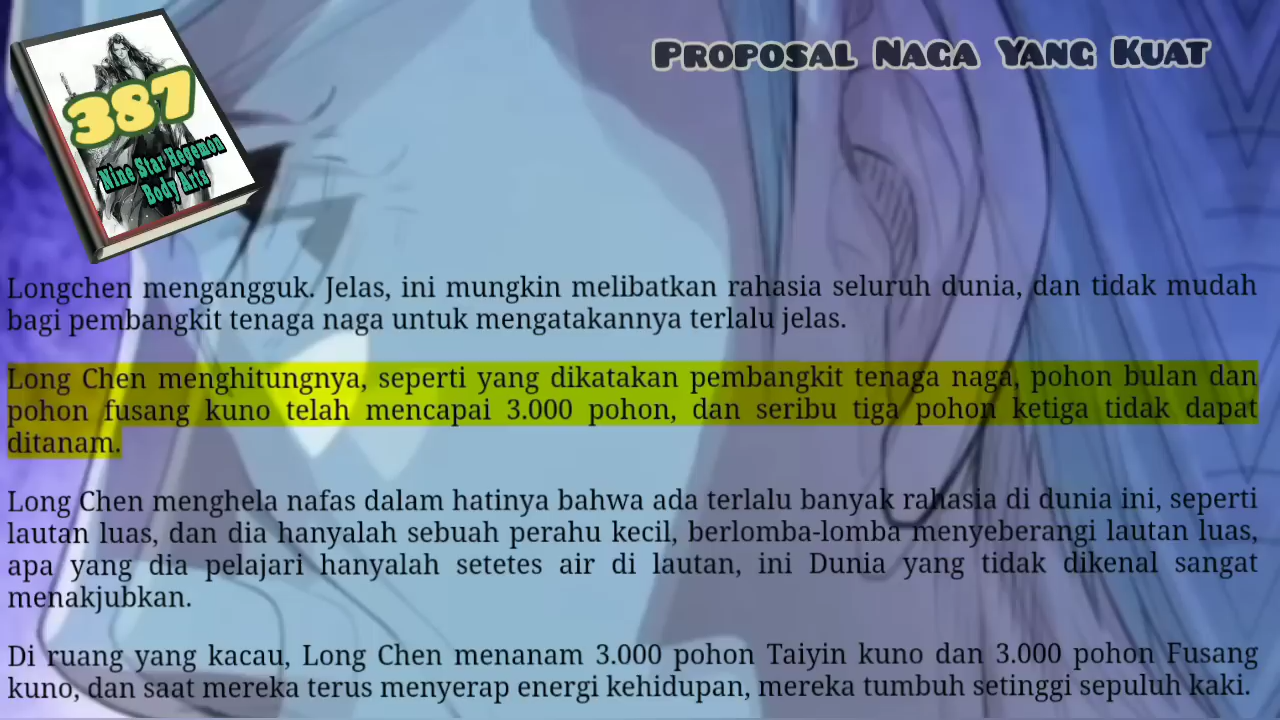 Proposal Naga Yang Kuat
387
Nine Star Hegemon
Body Arts
Longchen mengangguk. Jelas, ini mungkin melibatkan rahasia seluruh dunia, dan tidak mudah
bagi pembangkit tenaga naga untuk mengatakannya terlalu jelas.
Long Chen menghitungnya, seperti yang dikatakan pembangkit tenaga naga, pohon bulan dan
pohon fusang kuno telah mencapai 3.000 pohon, dan seribu tiga pohon ketiga tidak dapat
ditanam.
Long Chen menghela nafas dalam hatinya bahwa ada terlalu banyak rahasia di dunia ini, seperti
lautan luas, dan dia hanyalah sebuah perahu kecil, berlomba-lomba menyeberangi lautan luas,
apa yang dia pelajari hanyalah setetes air di lautan, ini Dunia yang tidak dikenal sangat
menakjubkan.
Di ruang yang kacau, Long Chen menanam 3.000 pohon Taiyin kuno dan 3.000 pohon Fusang
kuno, dan saat mereka terus menyerap energi kehidupan, mereka tumbuh setinggi sepuluh kaki.